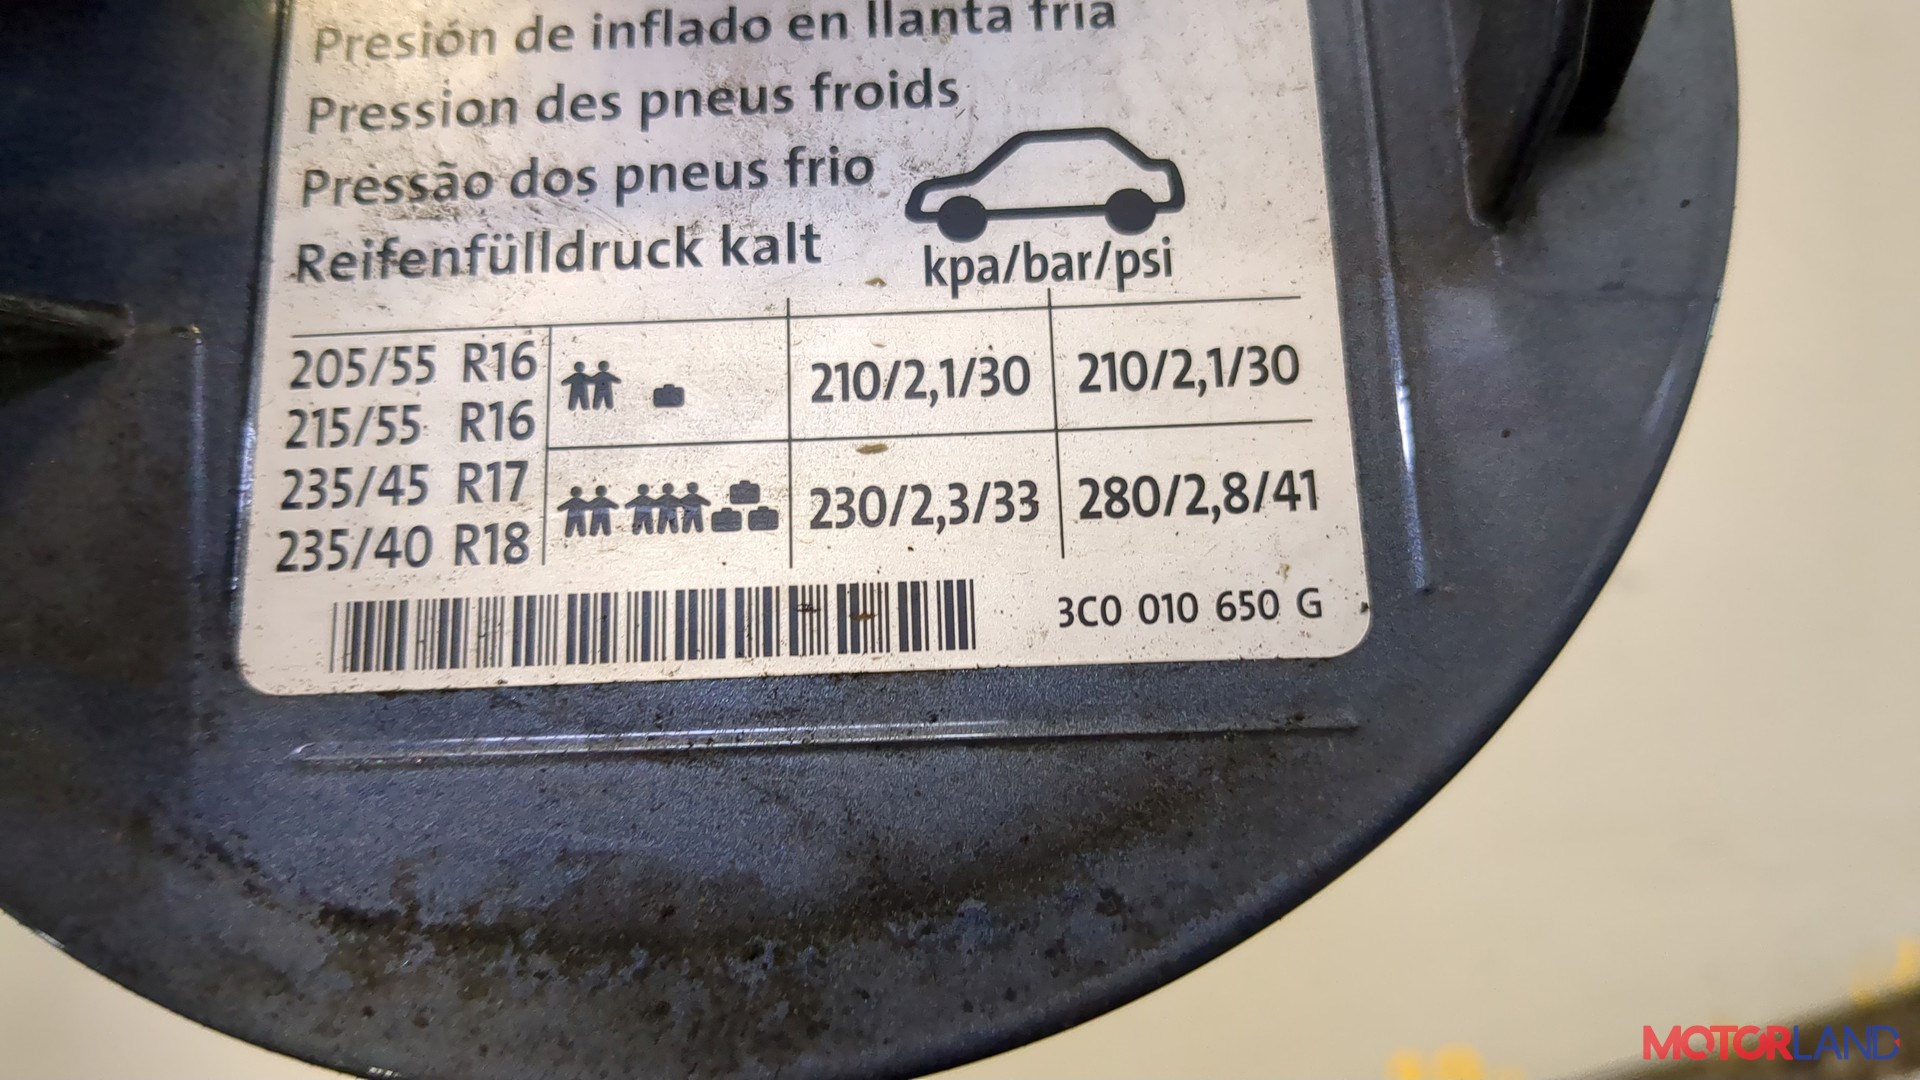 Presión de inflado en llanta fria
Pression des pneus froids
Pressão dos pneus frio
Reifenfülldruck kalt
kpa/bar/psi
205/55 R16
215/55 R16
235/45 R17
235/40 R18
210/2,1/30 210/2,1/30
230/2,3/33 280/2,8/41
3C0 010 650 G
MOTORLAND